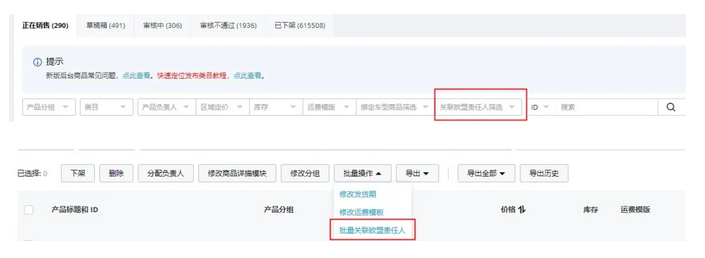 正在销售 (290) 草稿箱 (491) 审核中 (306) 审核不通过 (1936) 已下架 (615508)
提示
新版后台商品常见问题，点此查看。快速定位发布类目教程，点此查看。
产品分组 类目 产品负责人 区域定价 库存 运费模版 绑定车型商品筛选 关联欧盟责任人筛选 ID 搜索
已选择: 0 下架 删除 分配负责人 修改商品详描模块 修改分组 批量操作 导出 导出全部 导出历史
修改发货期
产品标题和 ID 产品分组 修改运费模板 价格 库存 运费模版
批量关联欧盟责任人